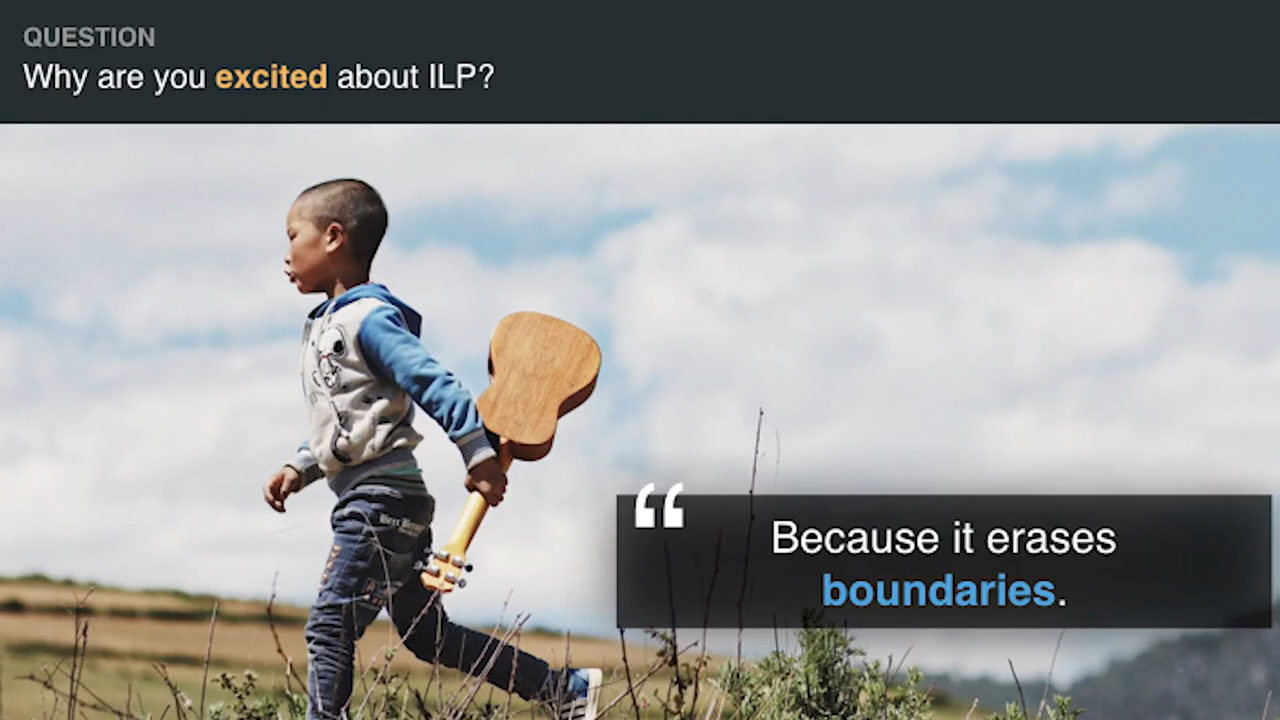 QUESTION
Why are you excited about ILP?
“
Because it erases
boundaries.